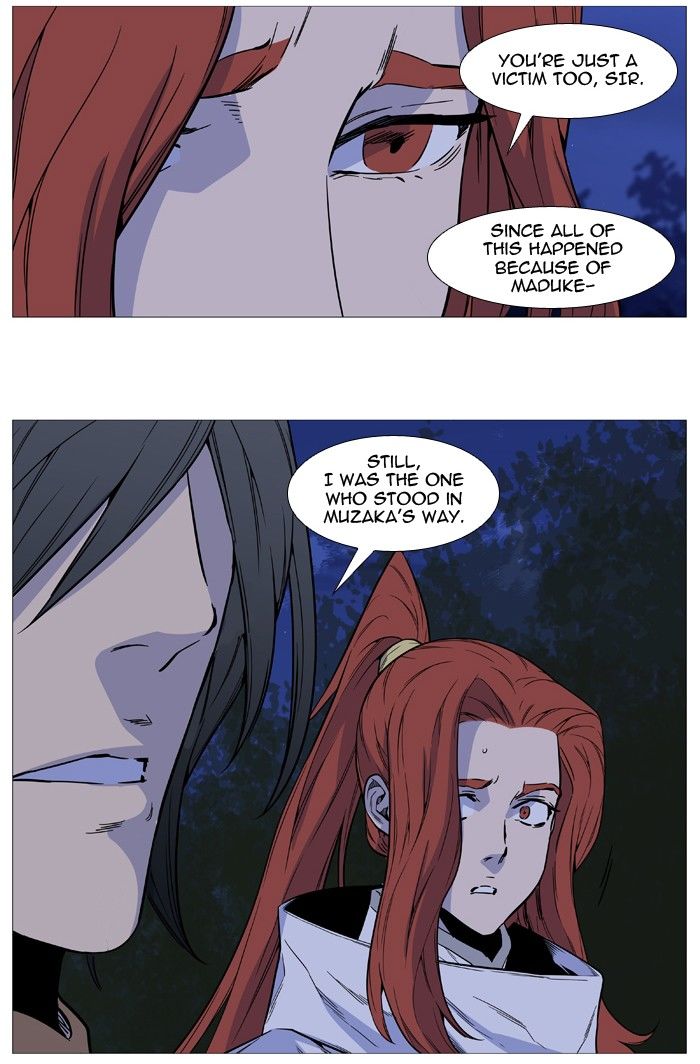 YOU'RE JUST A
VICTIM TOO, SIR.
SINCE ALL OF
THIS HAPPENED
BECAUSE OF
MADUKE-
STILL,
I WAS THE ONE
WHO STOOD IN
MUZAKA'S WAY.